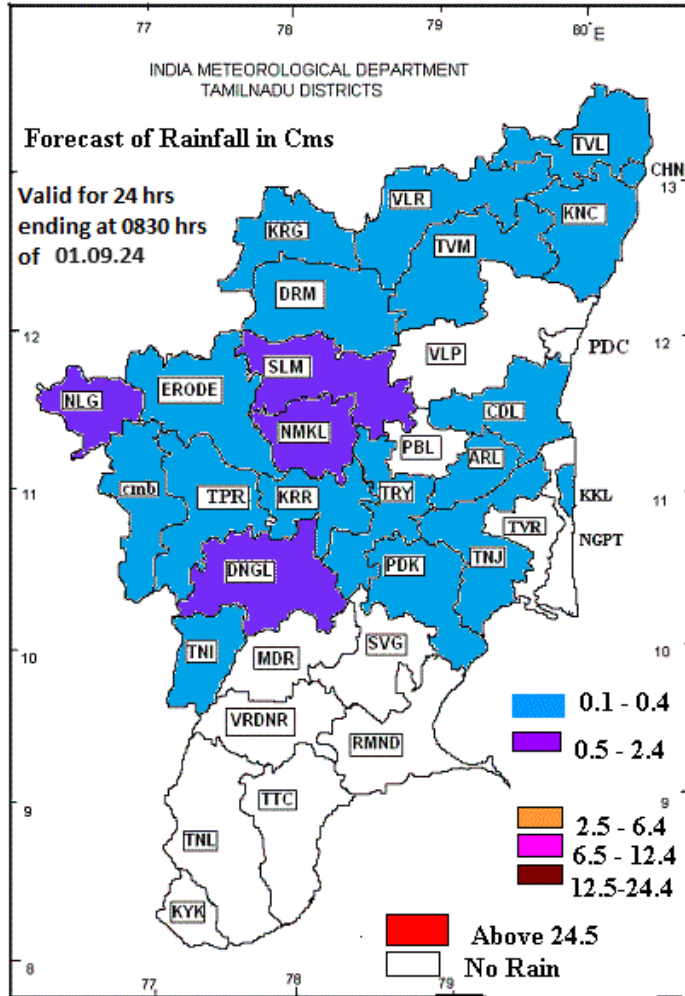 77 78 79 80 E
INDIA METEOROLOGICAL DEPARTMENT
TAMILNADU DISTRICTS
Forecast of Rainfall in Cms
TVL
CHN
13
Valid for 24 hrs
ending at 0830 hrs
of 01.09.24
VLR
KNC
KRG
TVM
DRM
12
12
VLP
PDC
SLM
NLG
ERODE
CDL
NMKL
PBL
ARL
11
cmb
TPR
KRR
TRY
KKL
11
TVR
NGPT
DNGL
PDK
TNJ
10
TNI
MDR
SVG
10
VRDNR
RMND
0.1 - 0.4
0.5 - 2.4
9
TTC
9
TNL
2.5 - 6.4
6.5 - 12.4
12.5-24.4
KYK
Above 24.5
No Rain
8
77 78 79